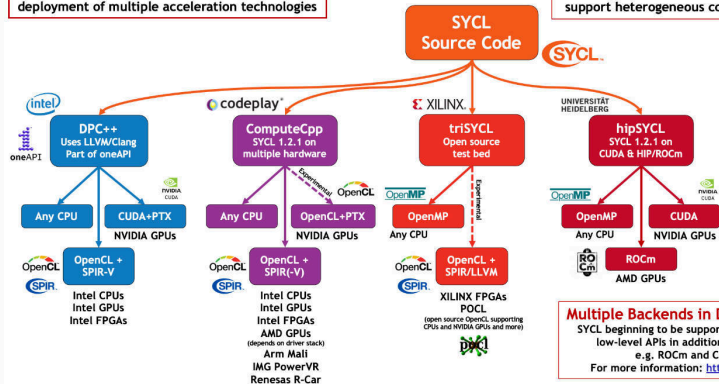 deployment of multiple acceleration technologies
support heterogeneous co
SYCL
Source Code
SYCL
intel
oneAPI
DPC++
Uses LLVM/Clang
Part of oneAPI
Any CPU
NVIDIA
CUDA
CUDA+PTX
NVIDIA GPUs
OpenCL
SPIR
OpenCL +
SPIR-V
Intel CPUs
Intel GPUs
Intel FPGAs
codeplay
ComputeCpp
SYCL 1.2.1 on
multiple hardware
Experimental
Any CPU
OpenCL
OpenCL+PTX
NVIDIA GPUs
OpenCL
SPIR
OpenCL +
SPIR(-V)
Intel CPUs
Intel GPUs
Intel FPGAs
AMD GPUs
(depends on driver stack)
Arm Mali
IMG PowerVR
Renesas R-Car
XILINX
triSYCL
Open source
test bed
Experimental
OpenMP
OpenMP
Any CPU
OpenCL
SPIR
OpenCL +
SPIR/LLVM
XILINX FPGAs
POCL
(open source OpenCL supporting
CPUs and NVIDIA GPUs and more)
pocl
UNIVERSITÄT
HEIDELBERG
hipSYCL
SYCL 1.2.1 on
CUDA & HIP/ROCm
OpenMP
OpenMP
Any CPU
NVIDIA
CUDA
CUDA
NVIDIA GPUs
ROCm
ROCm
AMD GPUs
Multiple Backends in D
SYCL beginning to be suppor
low-level APIs in addition
e.g. ROCm and C
For more information: htt